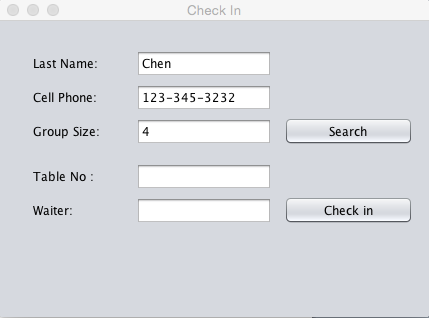 Check In
Last Name: Chen
Cell Phone: 123-345-3232
Group Size: 4 Search
Table No :
Waiter: Check in